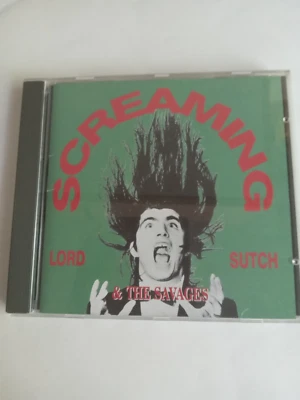 SCREAMING
LORD SUTCH
& THE SAVAGES